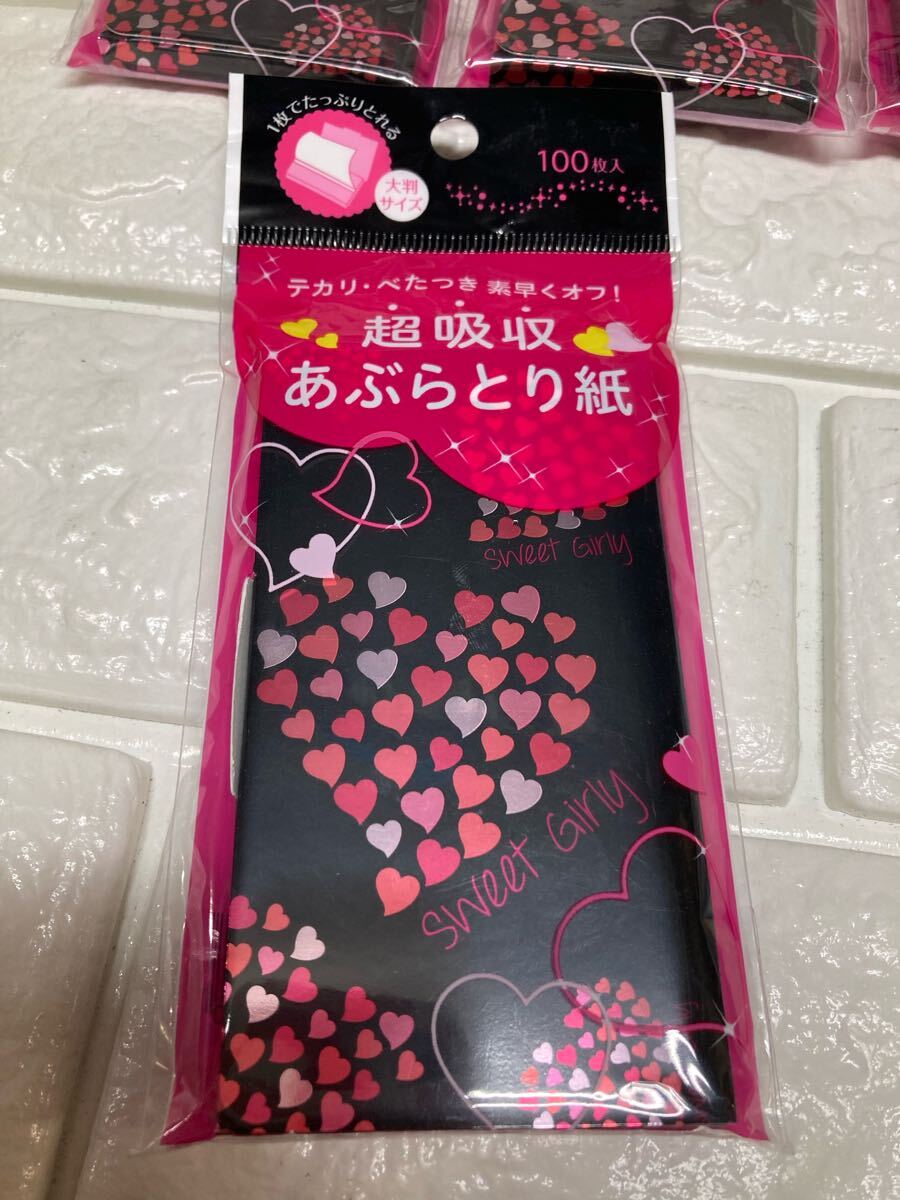 1枚でたっぷりとれる
大判
サイズ
100枚入
テカリ・べたつき 素早くオフ!
超吸収
あぶらとり紙
Sweet Girly
Sweet Girly